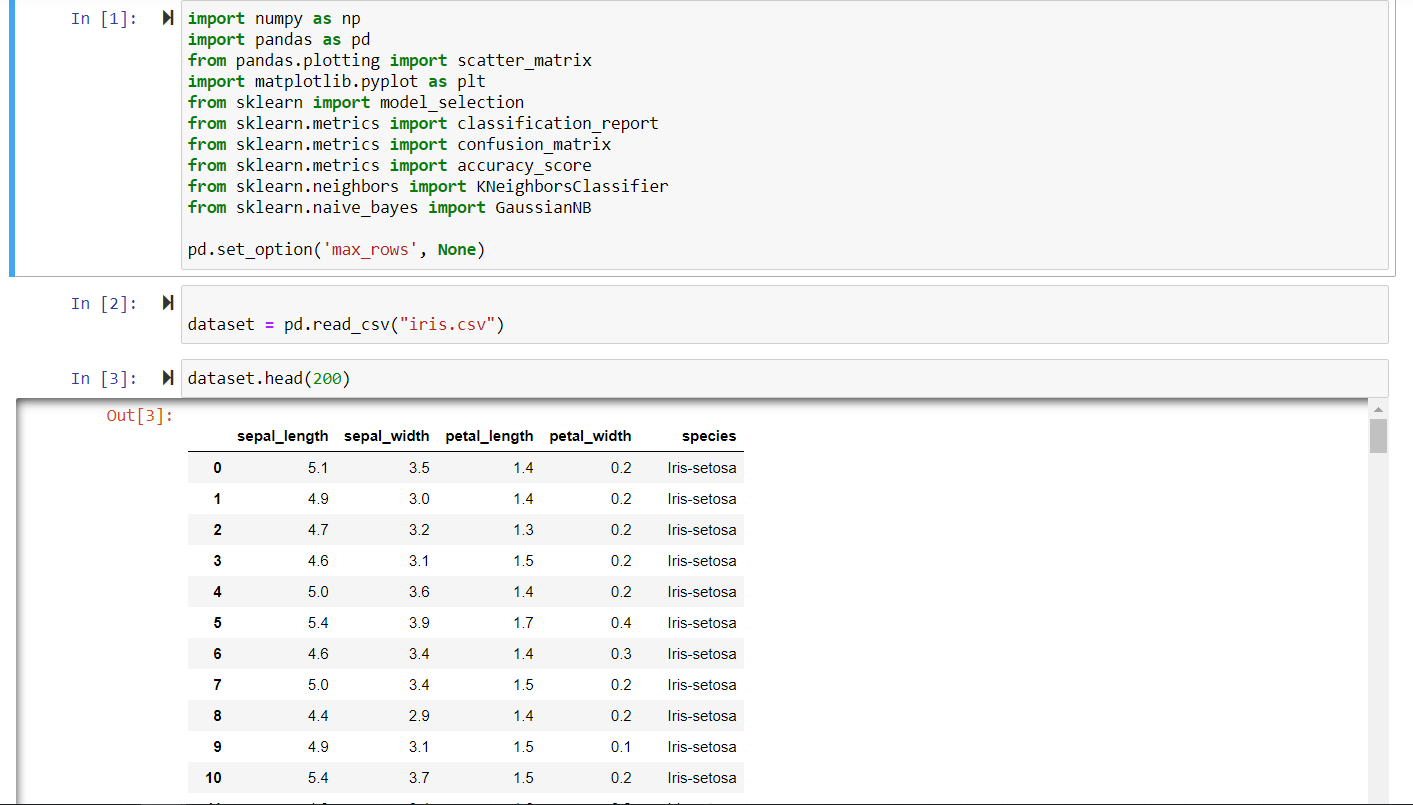 In [1]:
import numpy as np
import pandas as pd
from pandas.plotting import scatter_matrix
import matplotlib.pyplot as plt
from sklearn import model_selection
from sklearn.metrics import classification_report
from sklearn.metrics import confusion_matrix
from sklearn.metrics import accuracy_score
from sklearn.neighbors import KNeighborsClassifier
from sklearn.naive_bayes import GaussianNB
pd.set_option('max_rows', None)
In [2]:
dataset = pd.read_csv("iris.csv")
In [3]:
dataset.head(200)
Out[3]:
sepal_length sepal_width petal_length petal_width species
0 5.1 3.5 1.4 0.2 Iris-setosa
1 4.9 3.0 1.4 0.2 Iris-setosa
2 4.7 3.2 1.3 0.2 Iris-setosa
3 4.6 3.1 1.5 0.2 Iris-setosa
4 5.0 3.6 1.4 0.2 Iris-setosa
5 5.4 3.9 1.7 0.4 Iris-setosa
6 4.6 3.4 1.4 0.3 Iris-setosa
7 5.0 3.4 1.5 0.2 Iris-setosa
8 4.4 2.9 1.4 0.2 Iris-setosa
9 4.9 3.1 1.5 0.1 Iris-setosa
10 5.4 3.7 1.5 0.2 Iris-setosa